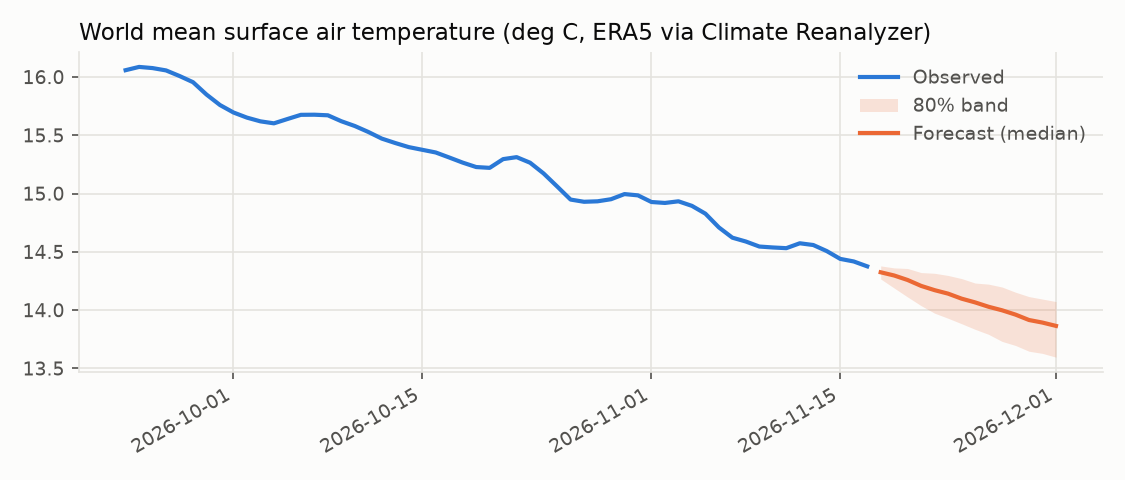 World mean surface air temperature (deg C, ERA5 via Climate Reanalyzer)
Observed
80% band
Forecast (median)
16.0
15.5
15.0
14.5
14.0
13.5
2026-10-01
2026-10-15
2026-11-01
2026-11-15
2026-12-01